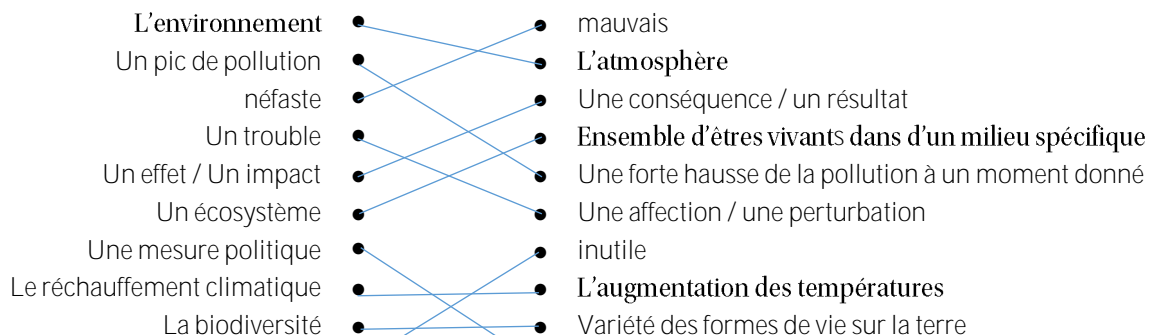 L'environnement mauvais
Un pic de pollution L'atmosphère
néfaste Une conséquence / un résultat
Un trouble Ensemble d'êtres vivants dans d'un milieu spécifique
Un effet / Un impact Une forte hausse de la pollution à un moment donné
Un écosystème Une affection / une perturbation
Une mesure politique inutile
Le réchauffement climatique L'augmentation des températures
La biodiversité Variété des formes de vie sur la terre